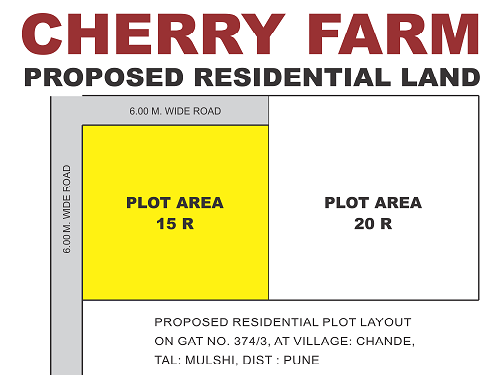 CHERRY FARM
PROPOSED RESIDENTIAL LAND
6.00 M. WIDE ROAD
6.00 M. WIDE ROAD
PLOT AREA
15 R
PLOT AREA
20 R
PROPOSED RESIDENTIAL PLOT LAYOUT
ON GAT NO. 374/3, AT VILLAGE: CHANDE,
TAL: MULSHI, DIST : PUNE